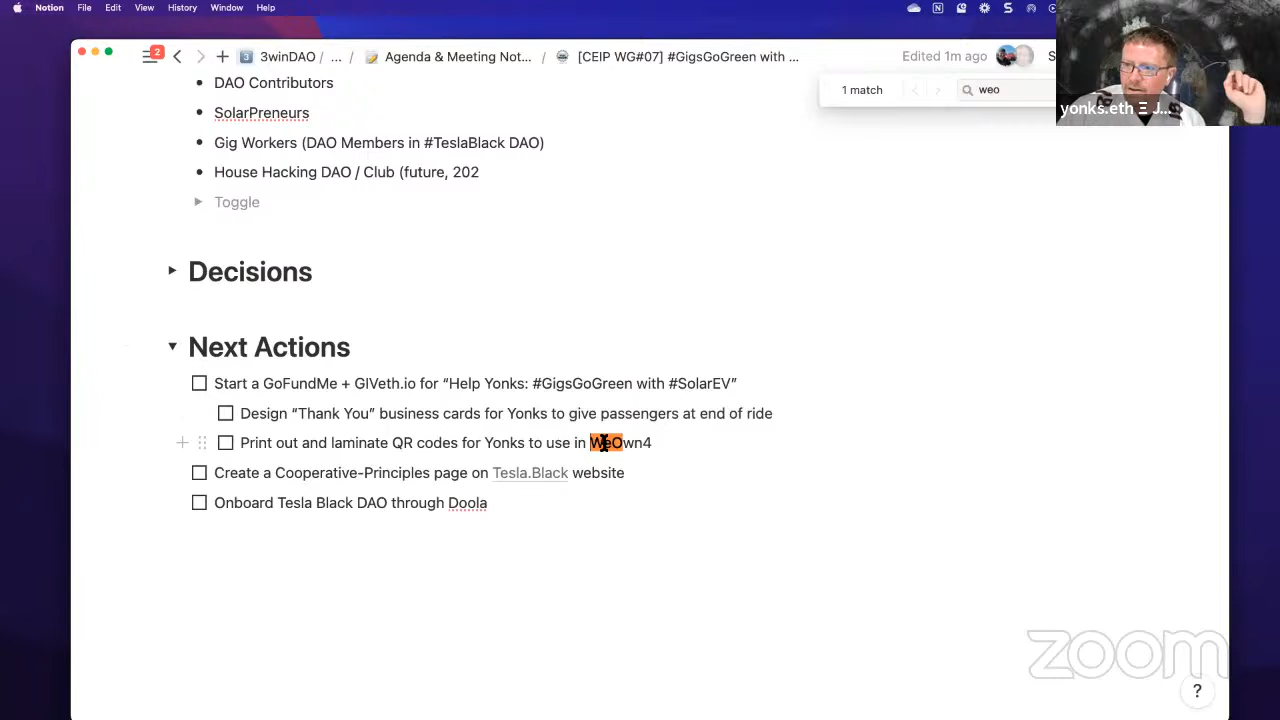 Notion File Edit View History Window Help
2
3winDAO / ... / Agenda & Meeting Not... / [CEIP WG#07] #GigsGoGreen with ...
Edited 1m ago
S
1 match
weo
yonks.eth Ξ J...
• DAO Contributors
• SolarPreneurs
• Gig Workers (DAO Members in #TeslaBlack DAO)
• House Hacking DAO / Club (future, 202
Toggle
Decisions
Next Actions
Start a GoFundMe + GIVeth.io for “Help Yonks: #GigsGoGreen with #SolarEV”
Design “Thank You” business cards for Yonks to give passengers at end of ride
Print out and laminate QR codes for Yonks to use in WeOwn4
Create a Cooperative-Principles page on Tesla.Black website
Onboard Tesla Black DAO through Doola
zoom
?